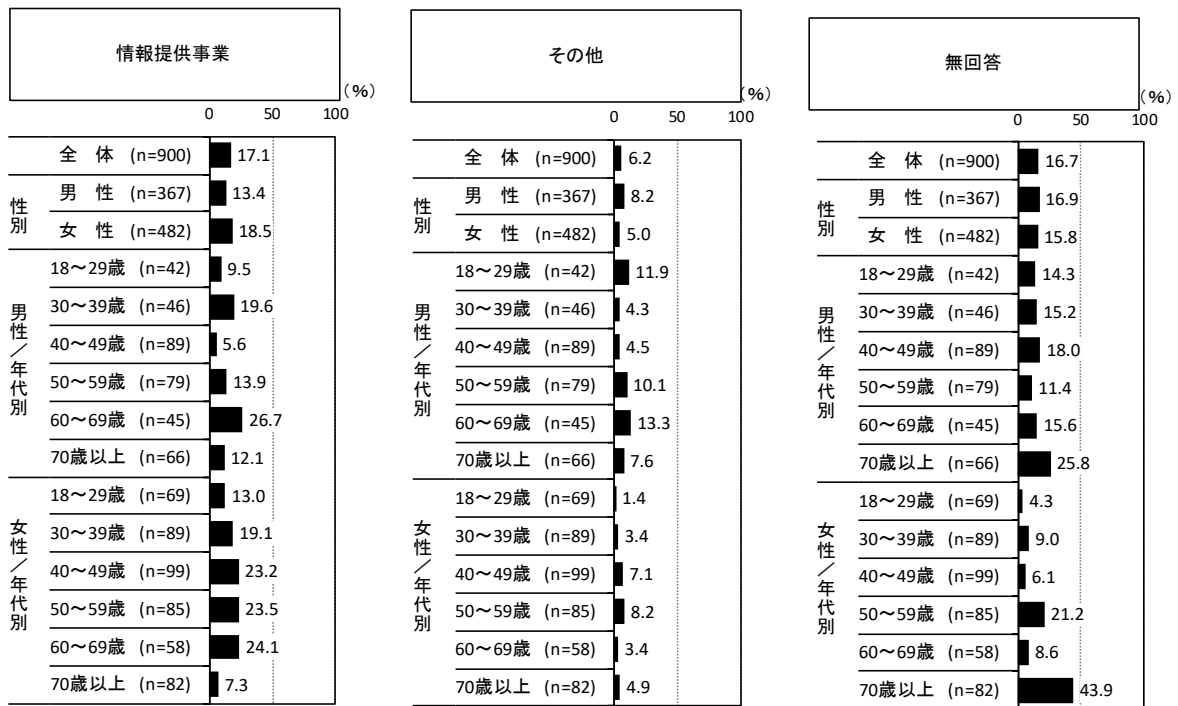 情報提供事業
(%)
0 50 100
全 体 (n=900) 17.1
性別
男 性 (n=367) 13.4
女 性 (n=482) 18.5
男性/年代別
18~29歳 (n=42) 9.5
30~39歳 (n=46) 19.6
40~49歳 (n=89) 5.6
50~59歳 (n=79) 13.9
60~69歳 (n=45) 26.7
70歳以上 (n=66) 12.1
女性/年代別
18~29歳 (n=69) 13.0
30~39歳 (n=89) 19.1
40~49歳 (n=99) 23.2
50~59歳 (n=85) 23.5
60~69歳 (n=58) 24.1
70歳以上 (n=82) 7.3
その他
(%)
0 50 100
全 体 (n=900) 6.2
性別
男 性 (n=367) 8.2
女 性 (n=482) 5.0
男性/年代別
18~29歳 (n=42) 11.9
30~39歳 (n=46) 4.3
40~49歳 (n=89) 4.5
50~59歳 (n=79) 10.1
60~69歳 (n=45) 13.3
70歳以上 (n=66) 7.6
女性/年代別
18~29歳 (n=69) 1.4
30~39歳 (n=89) 3.4
40~49歳 (n=99) 7.1
50~59歳 (n=85) 8.2
60~69歳 (n=58) 3.4
70歳以上 (n=82) 4.9
無回答
(%)
0 50 100
全 体 (n=900) 16.7
性別
男 性 (n=367) 16.9
女 性 (n=482) 15.8
男性/年代別
18~29歳 (n=42) 14.3
30~39歳 (n=46) 15.2
40~49歳 (n=89) 18.0
50~59歳 (n=79) 11.4
60~69歳 (n=45) 15.6
70歳以上 (n=66) 25.8
女性/年代別
18~29歳 (n=69) 4.3
30~39歳 (n=89) 9.0
40~49歳 (n=99) 6.1
50~59歳 (n=85) 21.2
60~69歳 (n=58) 8.6
70歳以上 (n=82) 43.9